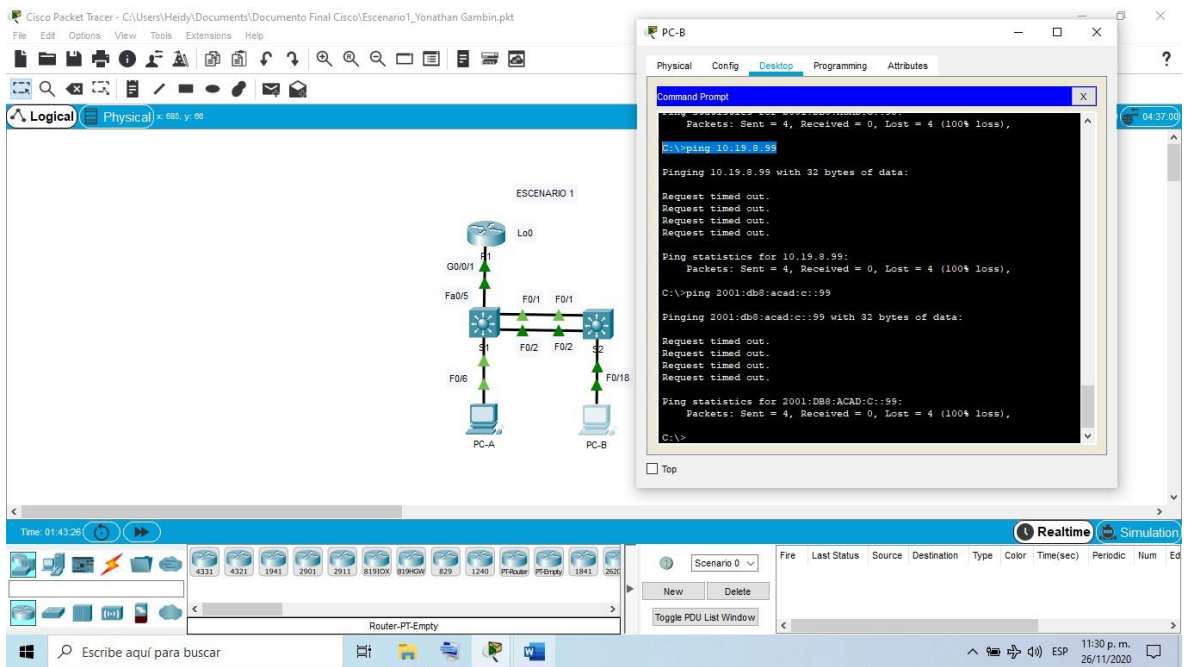 Cisco Packet Tracer - C:\Users\Heidy\Documents\Documento Final Cisco\Escenario1_Yonathan Gambin.pkt
File Edit Options View Tools Extensions Help
?
Logical
Physical
x: 685, y: 66
04:37:00
ESCENARIO 1
Lo0
R1
G0/0/1
Fa0/5
F0/1 F0/1
S1
F0/2 F0/2
S2
F0/6
F0/18
PC-A
PC-B
PC-B
Physical Config Desktop Programming Attributes
Command Prompt
X
Packets: Sent = 4, Received = 0, Lost = 4 (100% loss),
C:\>ping 10.19.8.99
Pinging 10.19.8.99 with 32 bytes of data:
Request timed out.
Request timed out.
Request timed out.
Request timed out.
Ping statistics for 10.19.8.99:
Packets: Sent = 4, Received = 0, Lost = 4 (100% loss),
C:\>ping 2001:db8:acad:c::99
Pinging 2001:db8:acad:c::99 with 32 bytes of data:
Request timed out.
Request timed out.
Request timed out.
Request timed out.
Ping statistics for 2001:DB8:ACAD:C::99:
Packets: Sent = 4, Received = 0, Lost = 4 (100% loss),
C:\>
Top
Time: 01:43:26
Realtime
Simulation
4331 4321 1941 2901 2911 819IOX 819HGW 829 1240 PT-Router PT-Empty 1841 262
Router-PT-Empty
Scenario 0
New Delete
Toggle PDU List Window
Fire Last Status Source Destination Type Color Time(sec) Periodic Num Ed
Escribe aquí para buscar
ESP
11:30 p. m.
26/11/2020